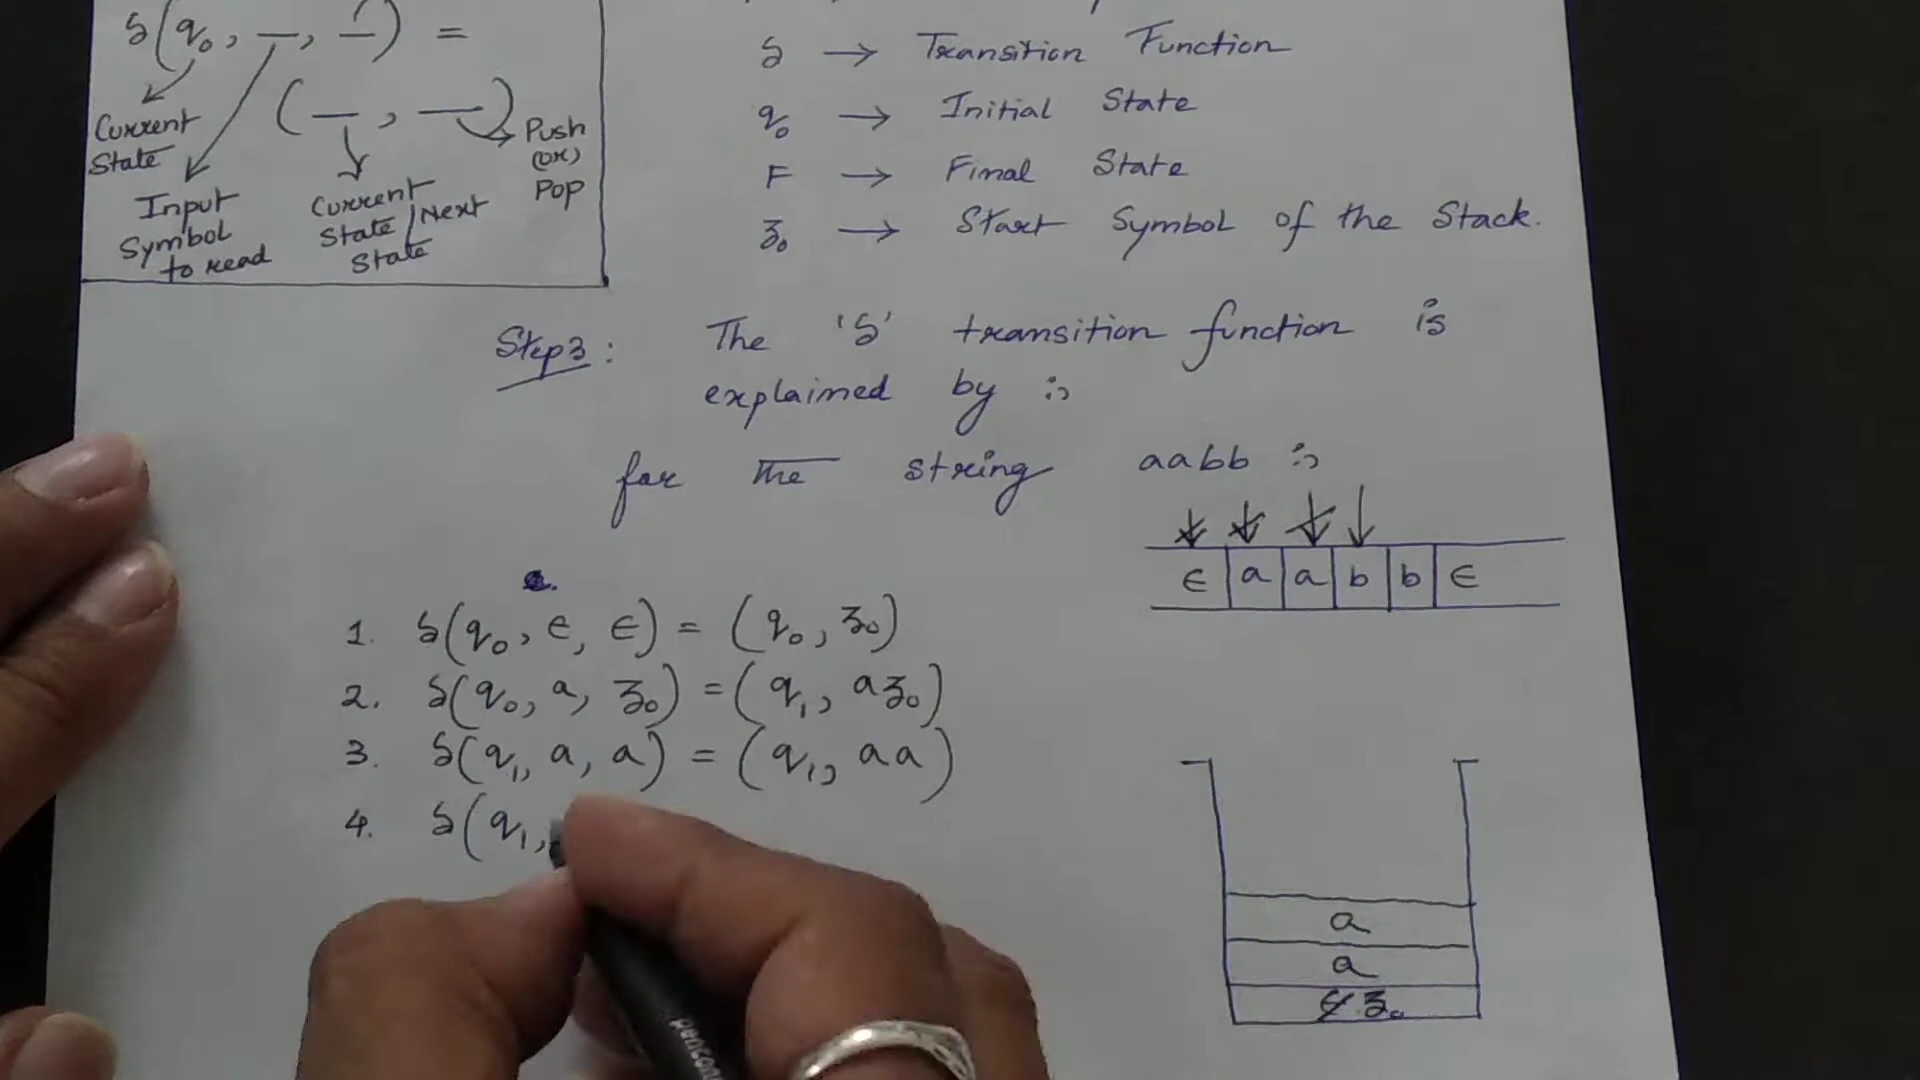 δ(q₀, _, _) =
(_, _)
Current
State
Input
Symbol
to read
Current
State/Next
State
Push
(or)
Pop
δ → Transition Function
q₀ → Initial State
F → Final State
z₀ → Start Symbol of the Stack.
Step3: The 'δ' transition function is
explained by :-
for the string aabb :-
ϵ a a b b ϵ
1. δ(q₀, ϵ, ϵ) = (q₀, z₀)
2. δ(q₀, a, z₀) = (q₁, az₀)
3. δ(q₁, a, a) = (q₁, aa)
4. δ(q₁,
a
a
z₀